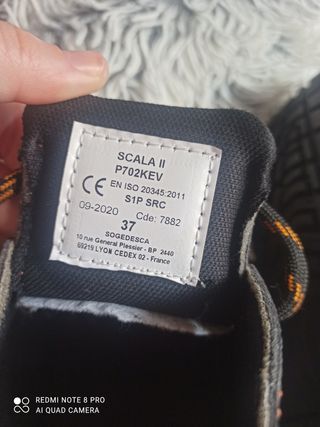 SCALA II
P702KEV
CE EN ISO 20345:2011
S1P SRC
09-2020 Cde: 7882
37
SOGEDESCA
10 rue General Plessier - BP 2440
69219 LYON CEDEX 02 - France
REDMI NOTE 8 PRO
AI QUAD CAMERA